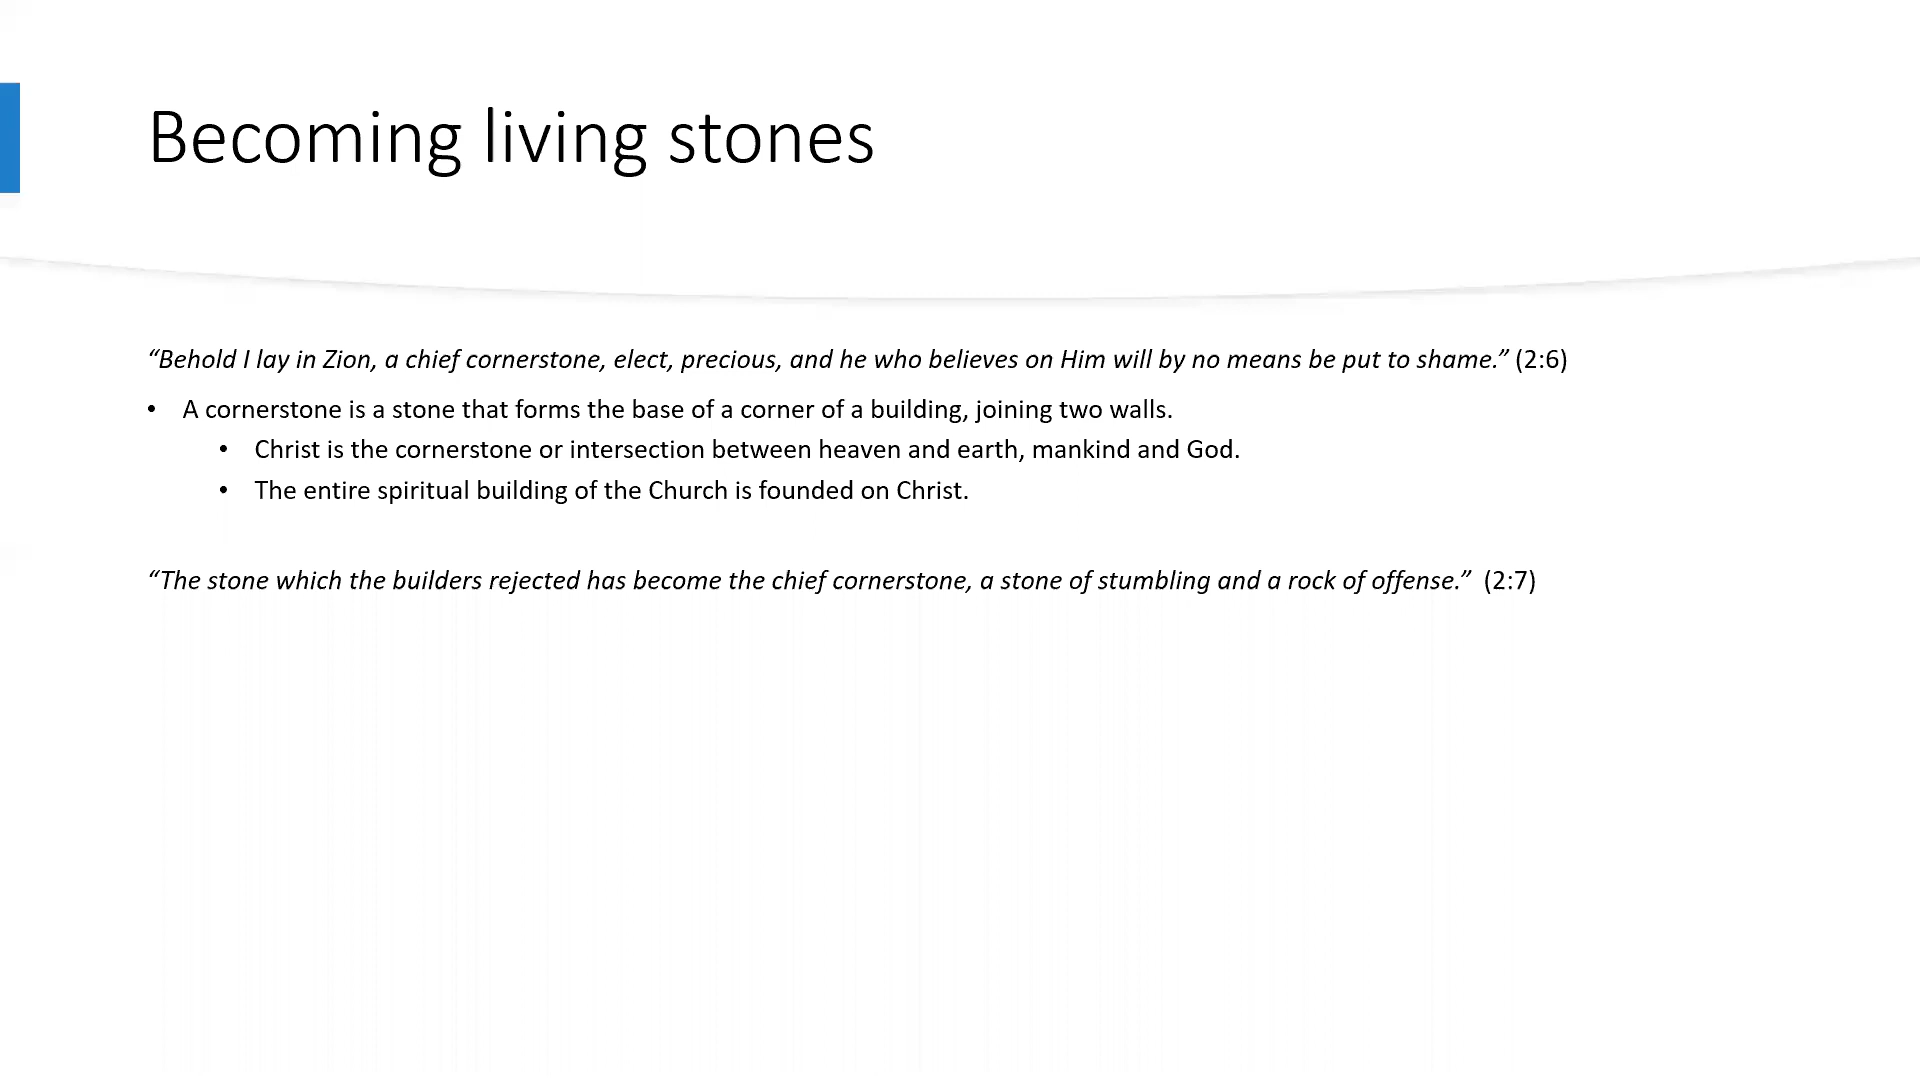 Becoming living stones
“Behold I lay in Zion, a chief cornerstone, elect, precious, and he who believes on Him will by no means be put to shame.” (2:6)
• A cornerstone is a stone that forms the base of a corner of a building, joining two walls.
• Christ is the cornerstone or intersection between heaven and earth, mankind and God.
• The entire spiritual building of the Church is founded on Christ.
“The stone which the builders rejected has become the chief cornerstone, a stone of stumbling and a rock of offense.” (2:7)